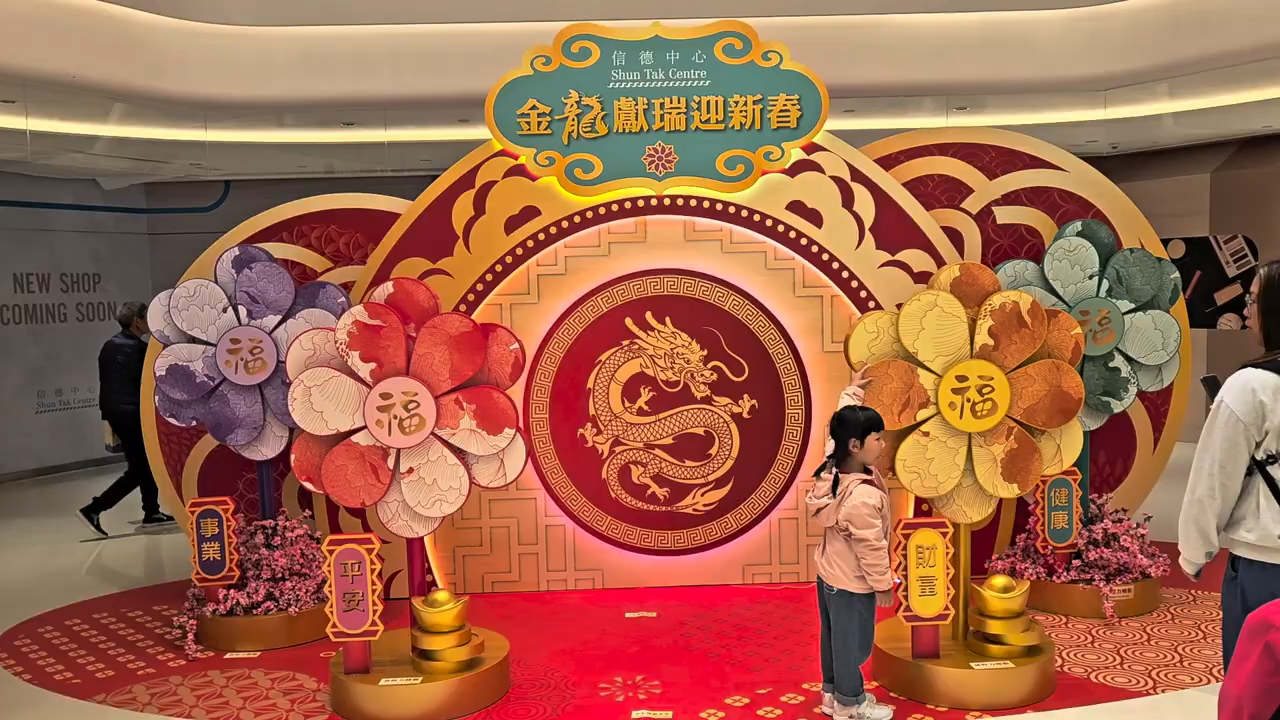 信德中心
Shun Tak Centre
金龍獻瑞迎新春
NEW SHOP
COMING SOON
信德中心
Shun Tak Centre
福
福
福
福
事業
平安
財富
健康